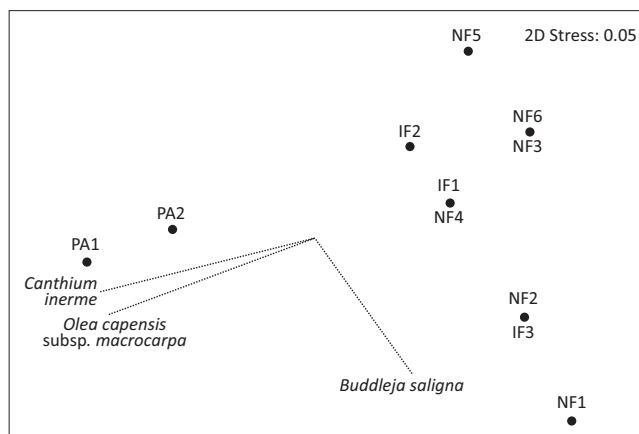 NF5
2D Stress: 0.05
NF6
IF2
NF3
IF1
PA2
NF4
PA1
Canthium
inerme
NF2
Olea capensis
IF3
subsp. macrocarpa
Buddleja saligna
NF1